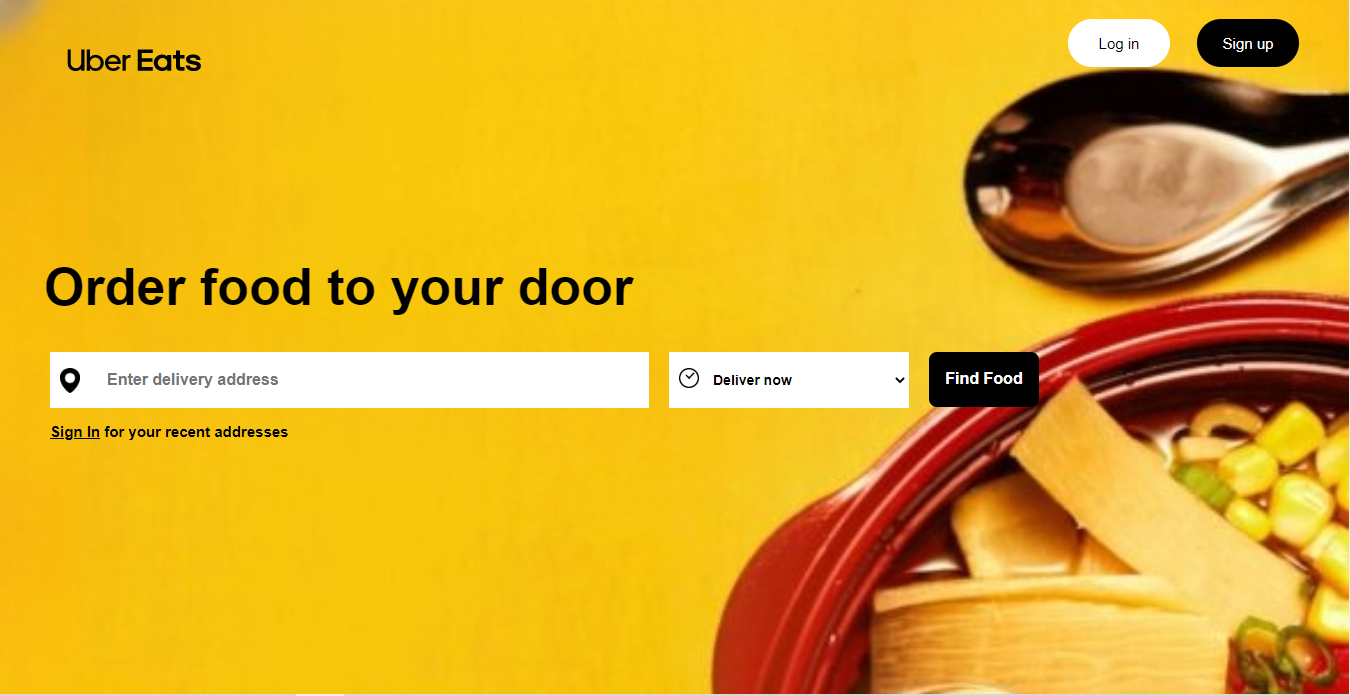 Uber Eats
Log in
Sign up
Order food to your door
Enter delivery address
Deliver now
Find Food
Sign In for your recent addresses